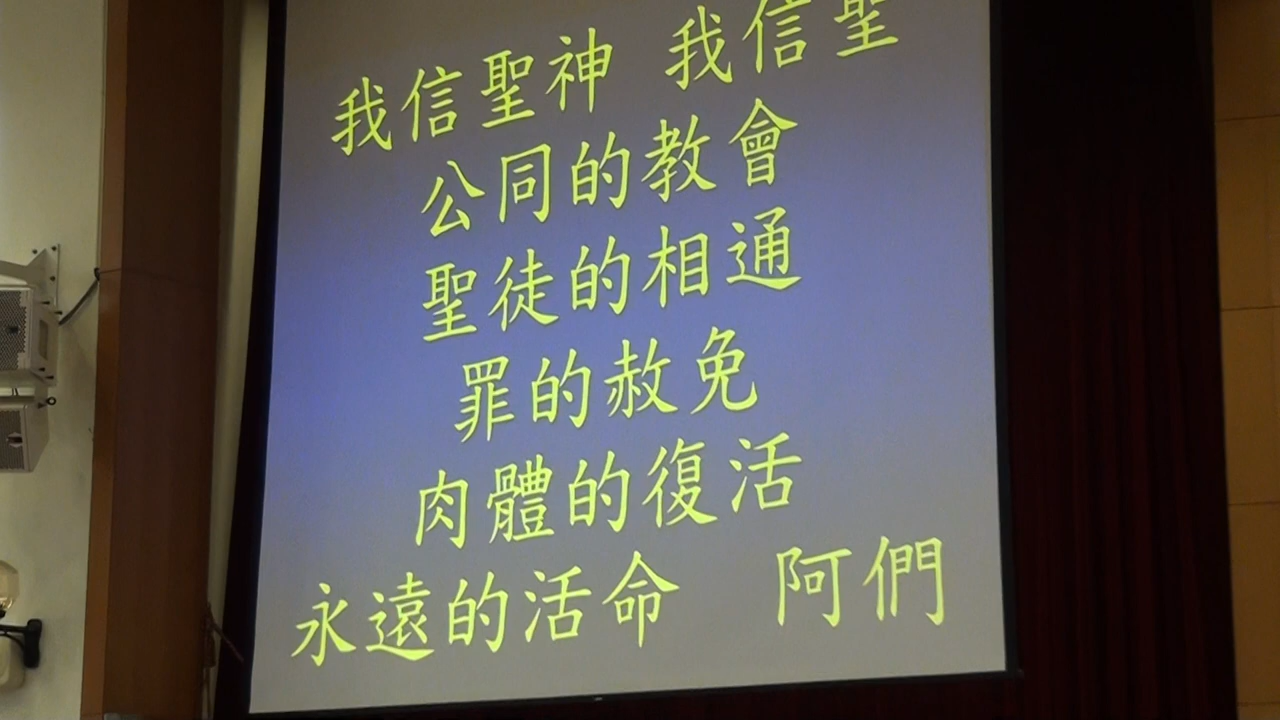 我信聖神 我信聖
公同的教會
聖徒的相通
罪的赦免
肉體的復活
永遠的活命 阿們